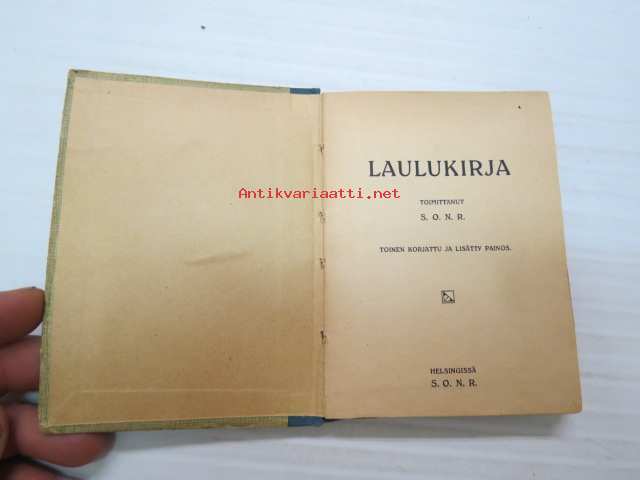 LAULUKIRJA
Antikvariaatti.net
TOIMITTANUT
S. O. N. R.
TOINEN KORJATTU JA LISÄTTY PAINOS.
HELSINGISSÄ
S. O. N. R.